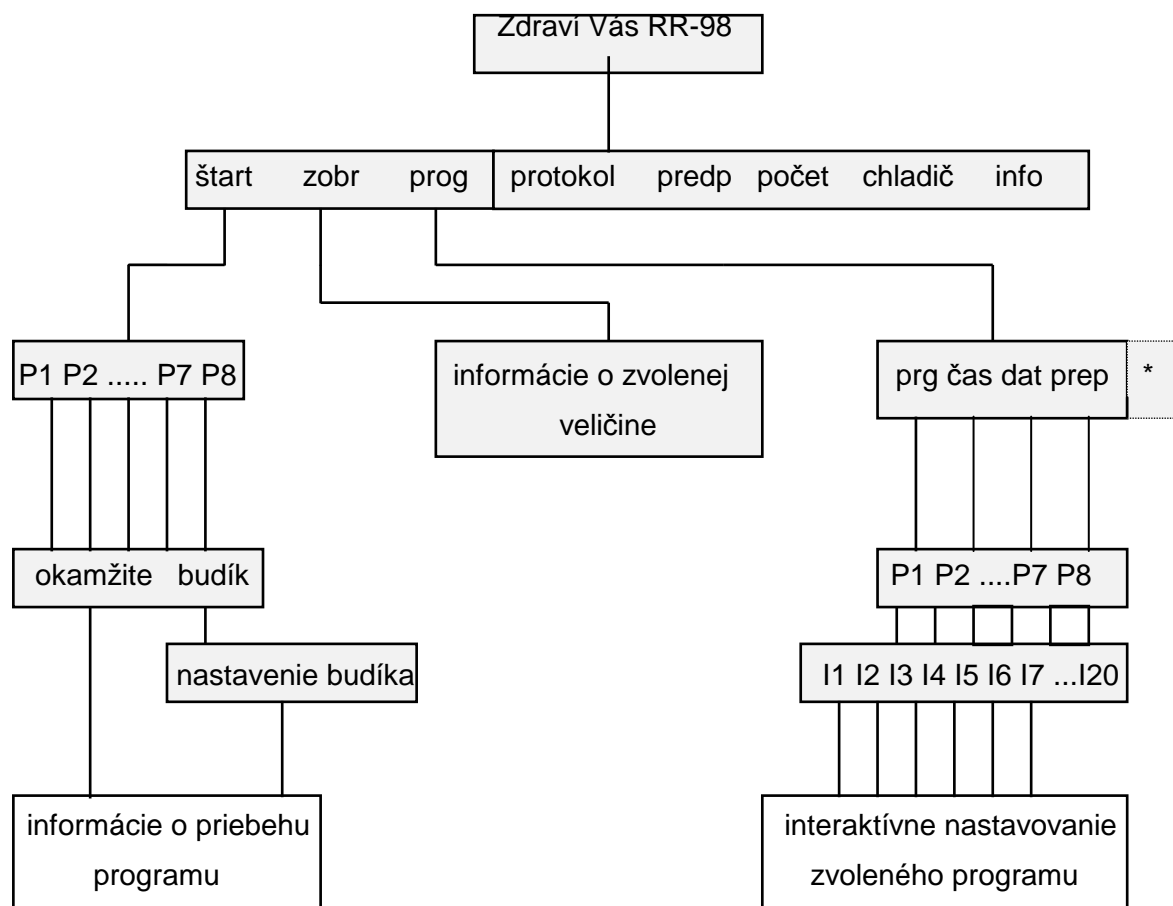 Zdraví Vás RR-98
štart zobr prog protokol predp počet chladič info
P1 P2 ..... P7 P8
informácie o zvolenej
veličine
prg čas dat prep *
okamžite budík
P1 P2 ....P7 P8
nastavenie budíka
I1 I2 I3 I4 I5 I6 I7 ...I20
informácie o priebehu
programu
interaktívne nastavovanie
zvoleného programu